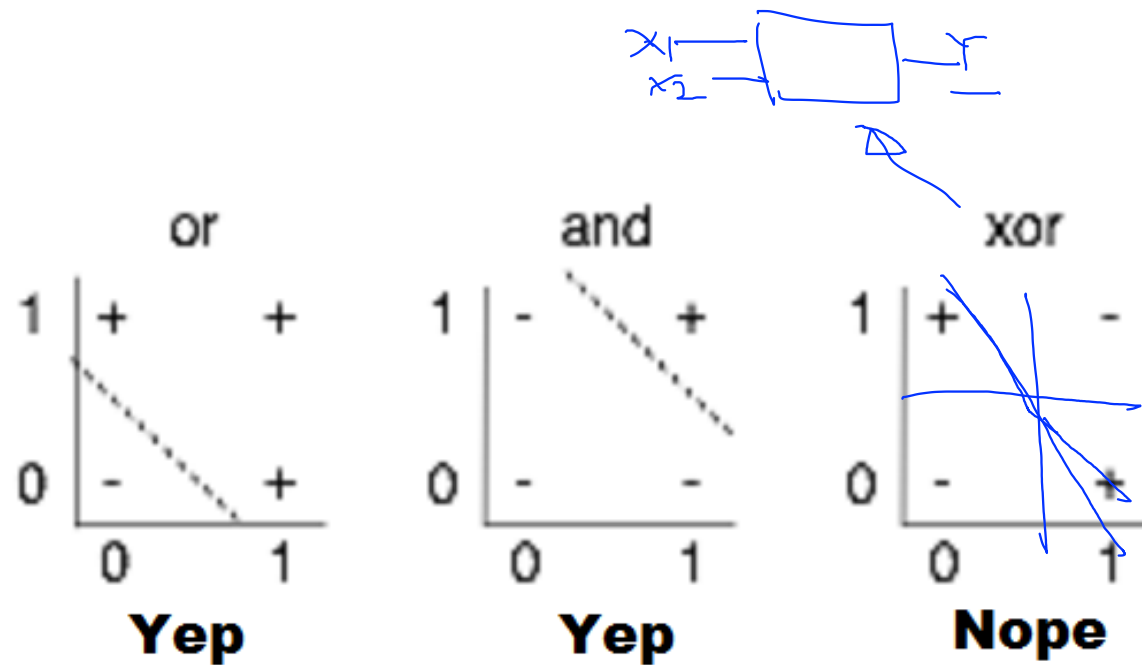 X1 Y
X2
or and xor
1 + + 1 - + 1 + -
0 - + 0 - - 0 - +
0 1 0 1 0 1
Yep Yep Nope